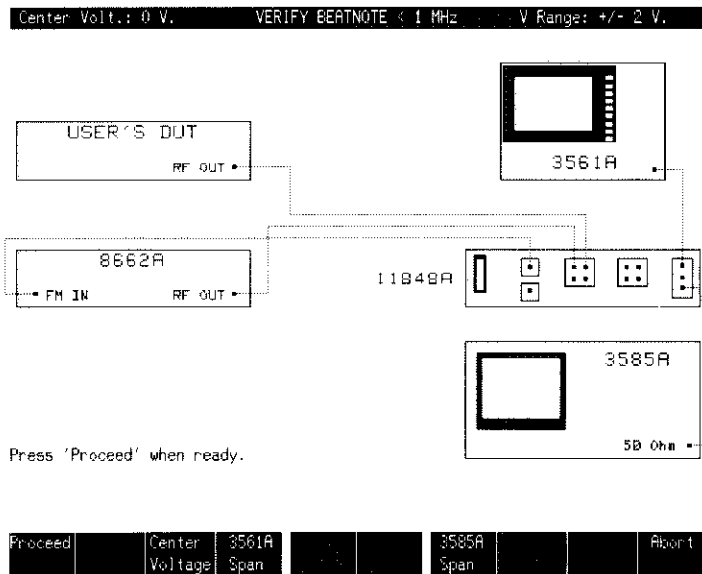 Center Volt.: 0 V. VERIFY BEATNOTE < 1 MHz V Range: +/- 2 V.
USER'S DUT
RF OUT
3561A
8662A
FM IN RF OUT
11848A
3585A
50 Ohm
Press 'Proceed' when ready.
Proceed Center Voltage 3561A Span 3585A Span Abort